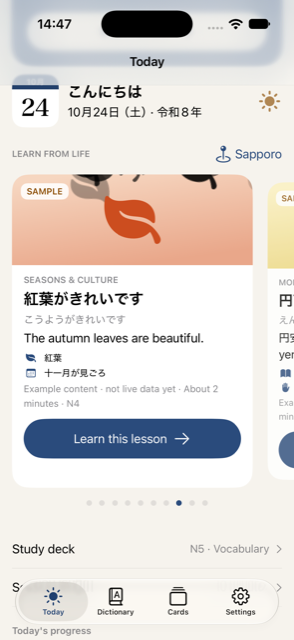 14:47
Today
24
こんにちは
10月24日（土）· 令和8年
LEARN FROM LIFE
Sapporo
SAMPLE
SEASONS & CULTURE
紅葉がきれいです
こうようがきれいです
The autumn leaves are beautiful.
紅葉
十一月が見ごろ
Example content · not live data yet · About 2
minutes · N4
Learn this lesson
Study deck
N5 · Vocabulary
Today
Dictionary
Cards
Settings
Today's progress